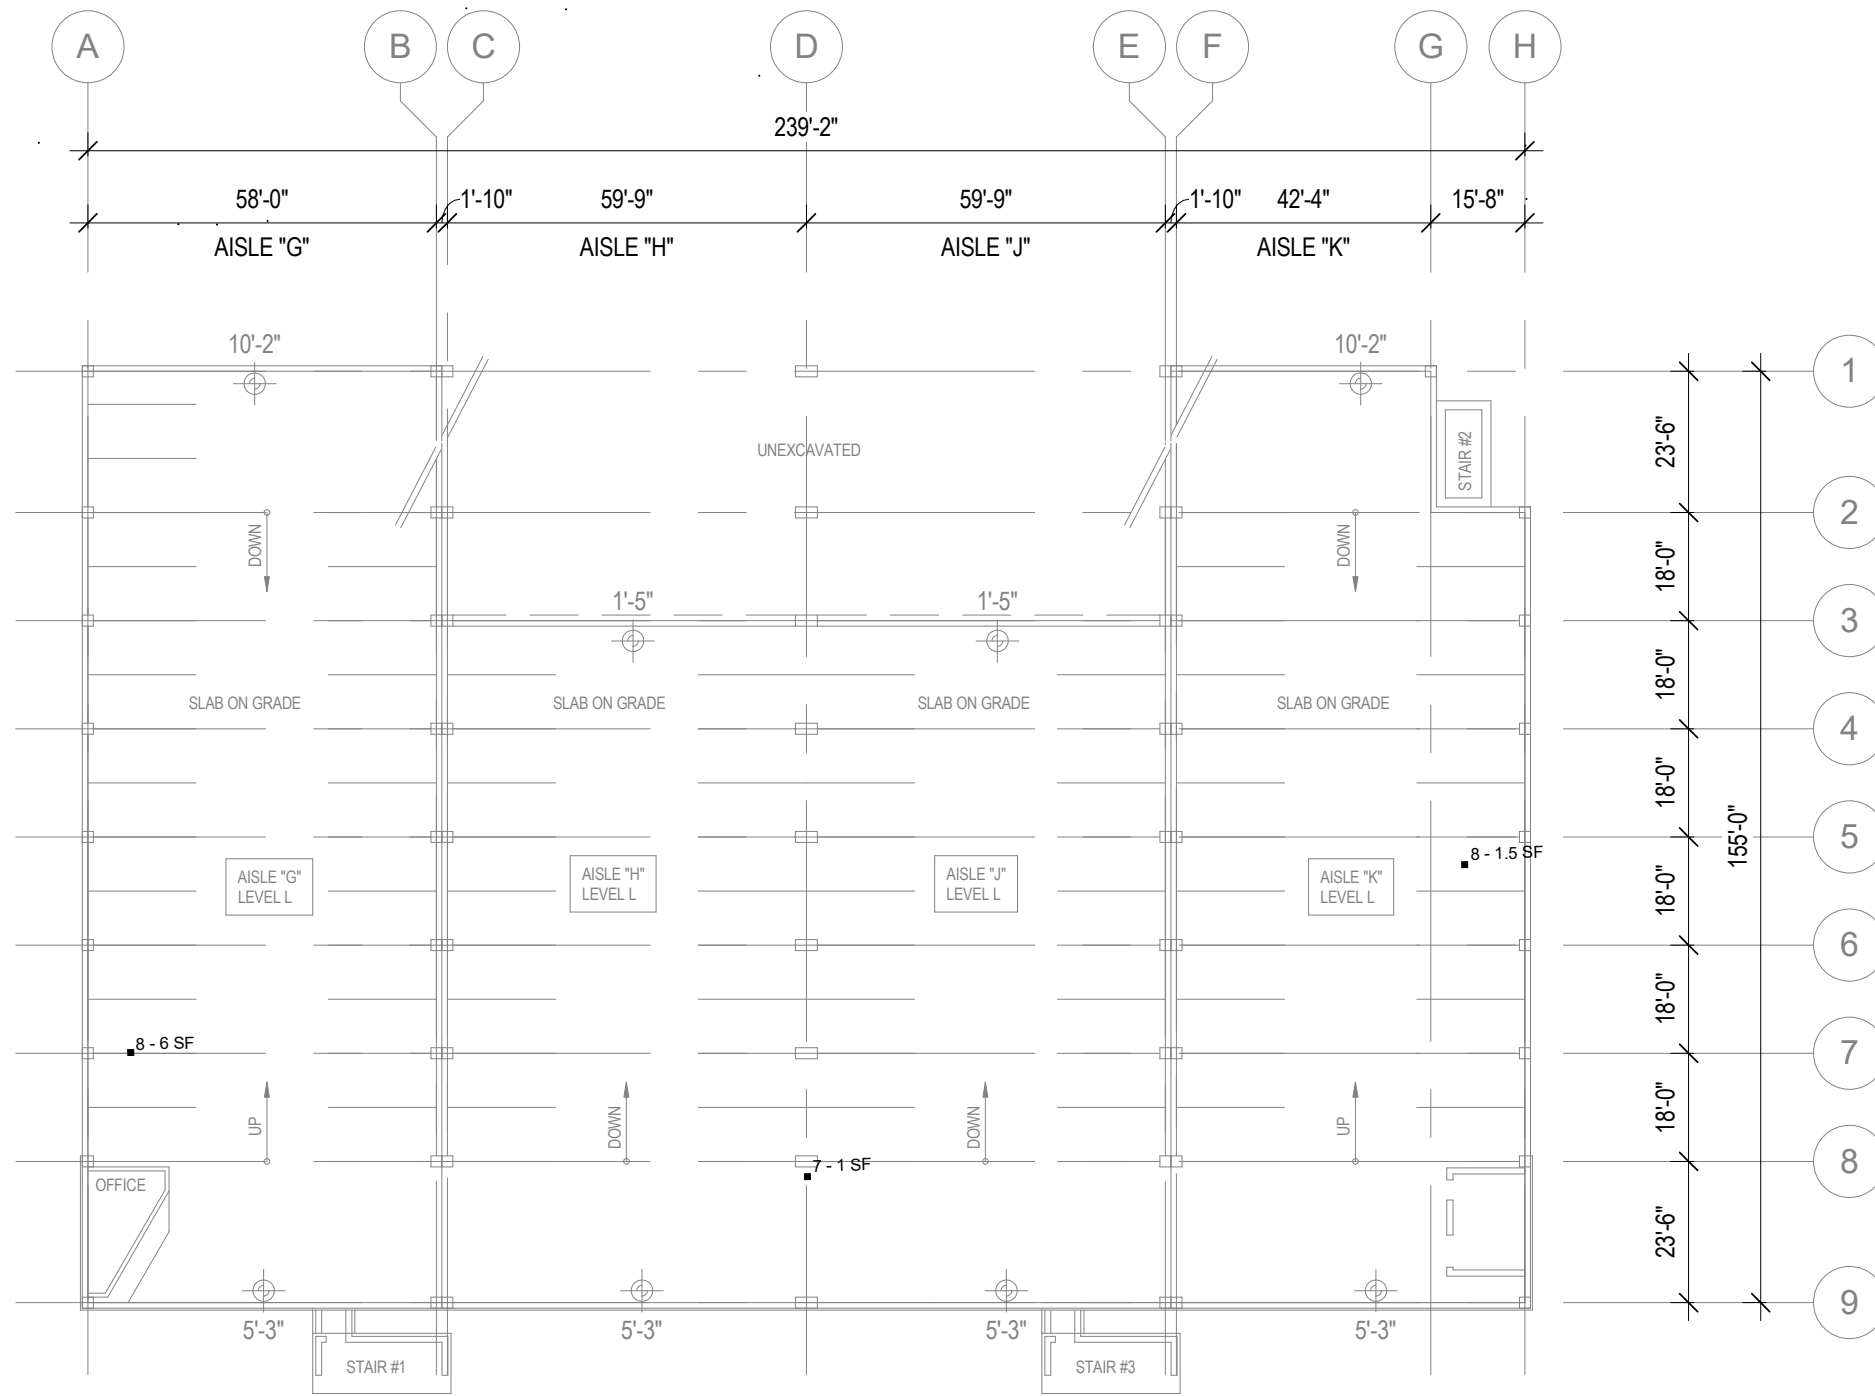 A
B
C
D
E
F
G
H
239'-2"
58'-0"
1'-10"
59'-9"
59'-9"
1'-10"
42'-4"
15'-8"
AISLE "G"
AISLE "H"
AISLE "J"
AISLE "K"
10'-2"
10'-2"
1
23'-6"
STAIR #2
UNEXCAVATED
2
DOWN
DOWN
18'-0"
1'-5"
1'-5"
3
18'-0"
SLAB ON GRADE
SLAB ON GRADE
SLAB ON GRADE
SLAB ON GRADE
4
18'-0"
155'-0"
5
8 - 1.5 SF
AISLE "G"
LEVEL L
AISLE "H"
LEVEL L
AISLE "J"
LEVEL L
AISLE "K"
LEVEL L
18'-0"
6
18'-0"
8 - 6 SF
7
UP
DOWN
DOWN
UP
18'-0"
7 - 1 SF
8
OFFICE
23'-6"
9
5'-3"
5'-3"
5'-3"
5'-3"
STAIR #1
STAIR #3